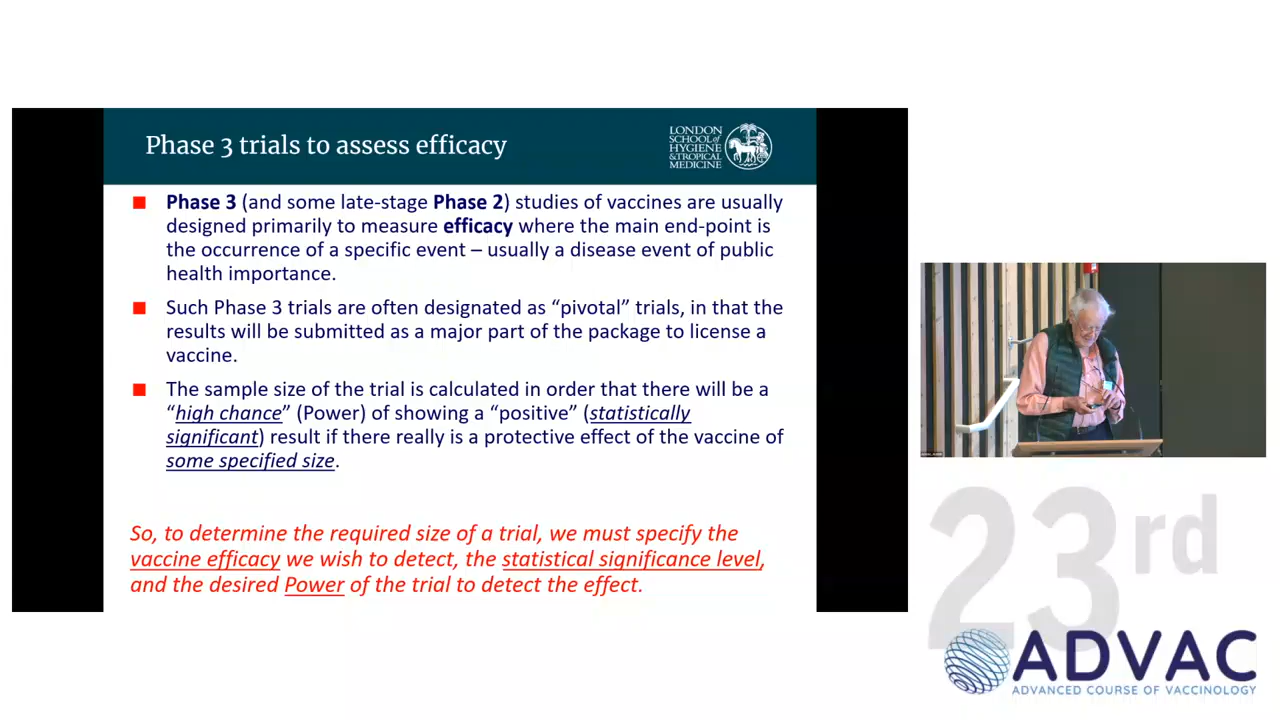 Phase 3 trials to assess efficacy
LONDON
SCHOOL of
HYGIENE
& TROPICAL
MEDICINE
Phase 3 (and some late-stage Phase 2) studies of vaccines are usually
designed primarily to measure efficacy where the main end-point is
the occurrence of a specific event – usually a disease event of public
health importance.
Such Phase 3 trials are often designated as “pivotal” trials, in that the
results will be submitted as a major part of the package to license a
vaccine.
The sample size of the trial is calculated in order that there will be a
“high chance” (Power) of showing a “positive” (statistically
significant) result if there really is a protective effect of the vaccine of
some specified size.
So, to determine the required size of a trial, we must specify the
vaccine efficacy we wish to detect, the statistical significance level,
and the desired Power of the trial to detect the effect.
23rd
ADVAC
ADVANCED COURSE OF VACCINOLOGY